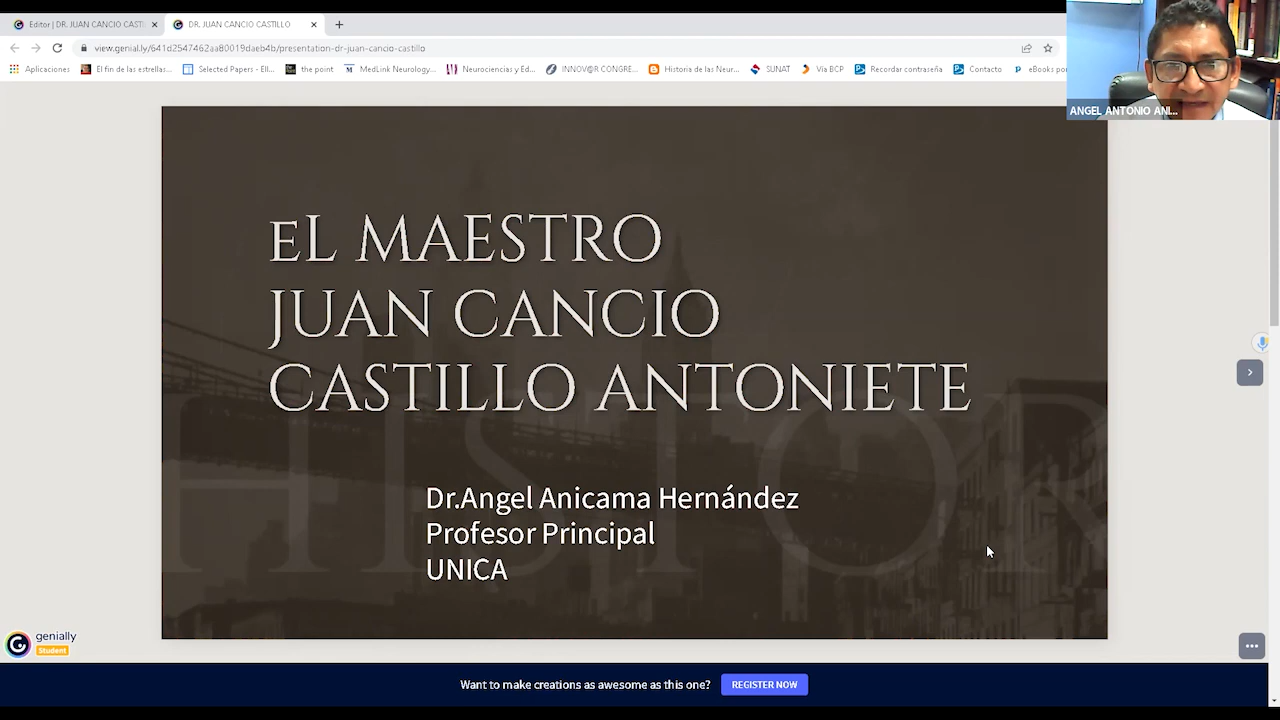 Editor | DR. JUAN CANCIO CASTI
DR. JUAN CANCIO CASTILLO
view.genial.ly/641d2547462aa80019daeb4b/presentation-dr-juan-cancio-castillo
Aplicaciones
El fin de las estrellas...
Selected Papers - Ell...
the point
MedLink Neurology...
Neurociencias y Ed...
INNOV@R CONGRE...
Historia de las Neur...
SUNAT
Vía BCP
Recordar contraseña
Contacto
eBooks po
ANGEL ANTONIO ANI...
EL MAESTRO
JUAN CANCIO
CASTILLO ANTONIETE
HISTOR
Dr.Angel Anicama Hernández
Profesor Principal
UNICA
genially
Student
Want to make creations as awesome as this one?
REGISTER NOW